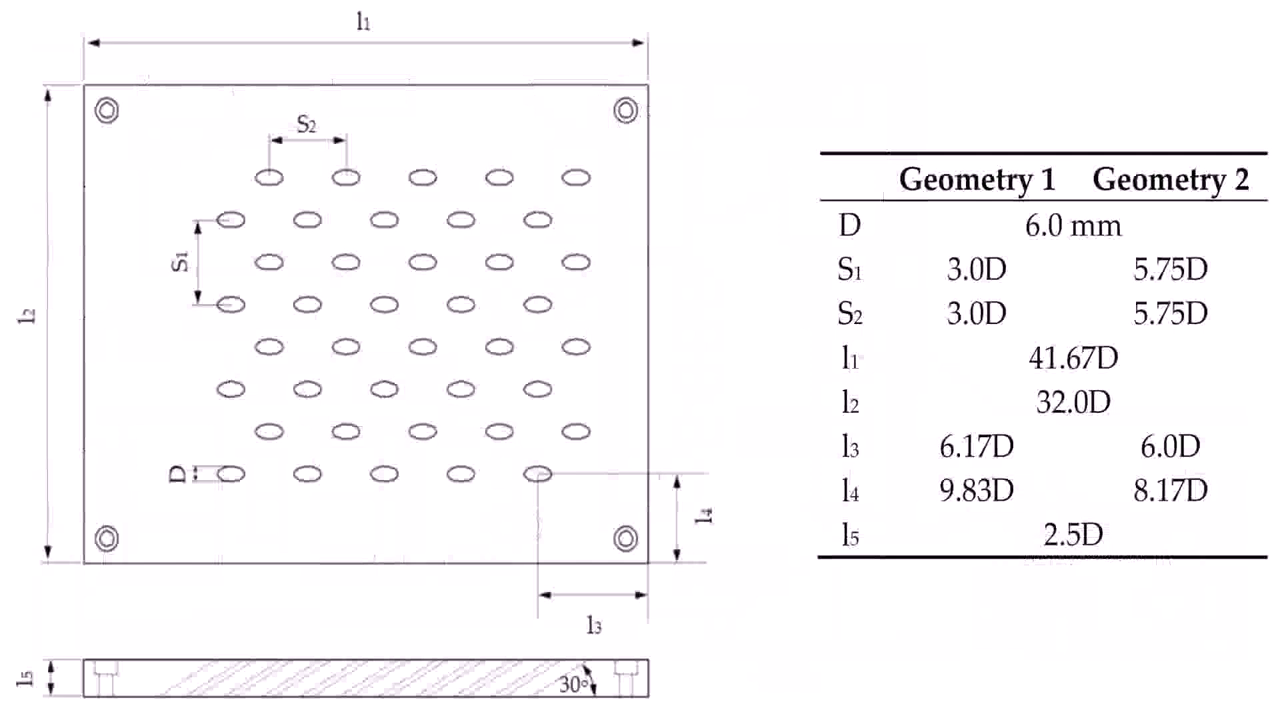 l1
S2
S1
l2
D
l4
l3
l5
30°
Geometry 1 Geometry 2
D 6.0 mm
S1 3.0D 5.75D
S2 3.0D 5.75D
l1 41.67D
l2 32.0D
l3 6.17D 6.0D
l4 9.83D 8.17D
l5 2.5D